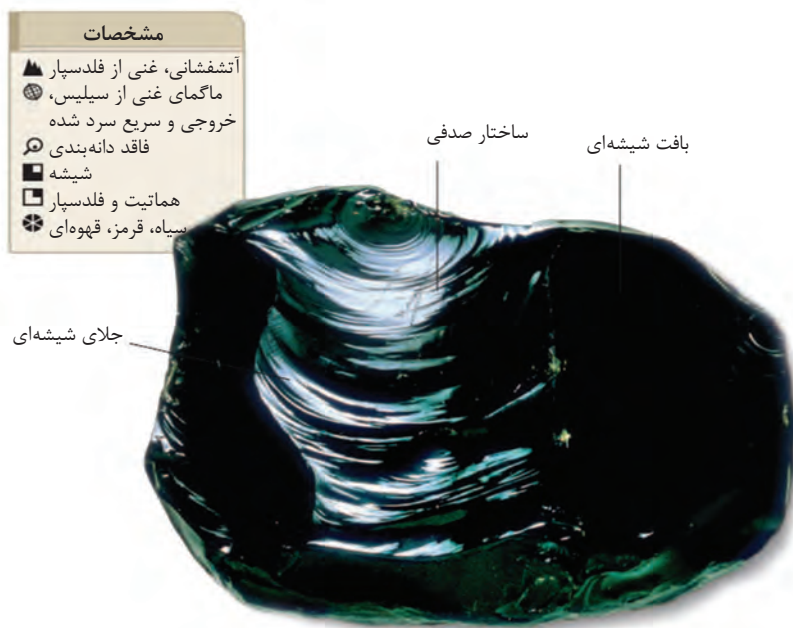 مشخصات
آتشفشانی، غنی از فلدسپار
ماگمای غنی از سیلیس،
خروجی و سریع سرد شده
فاقد دانه‌بندی
شیشه
هماتیت و فلدسپار
سیاه، قرمز، قهوه‌ای
ساختار صدفی
بافت شیشه‌ای
جلای شیشه‌ای